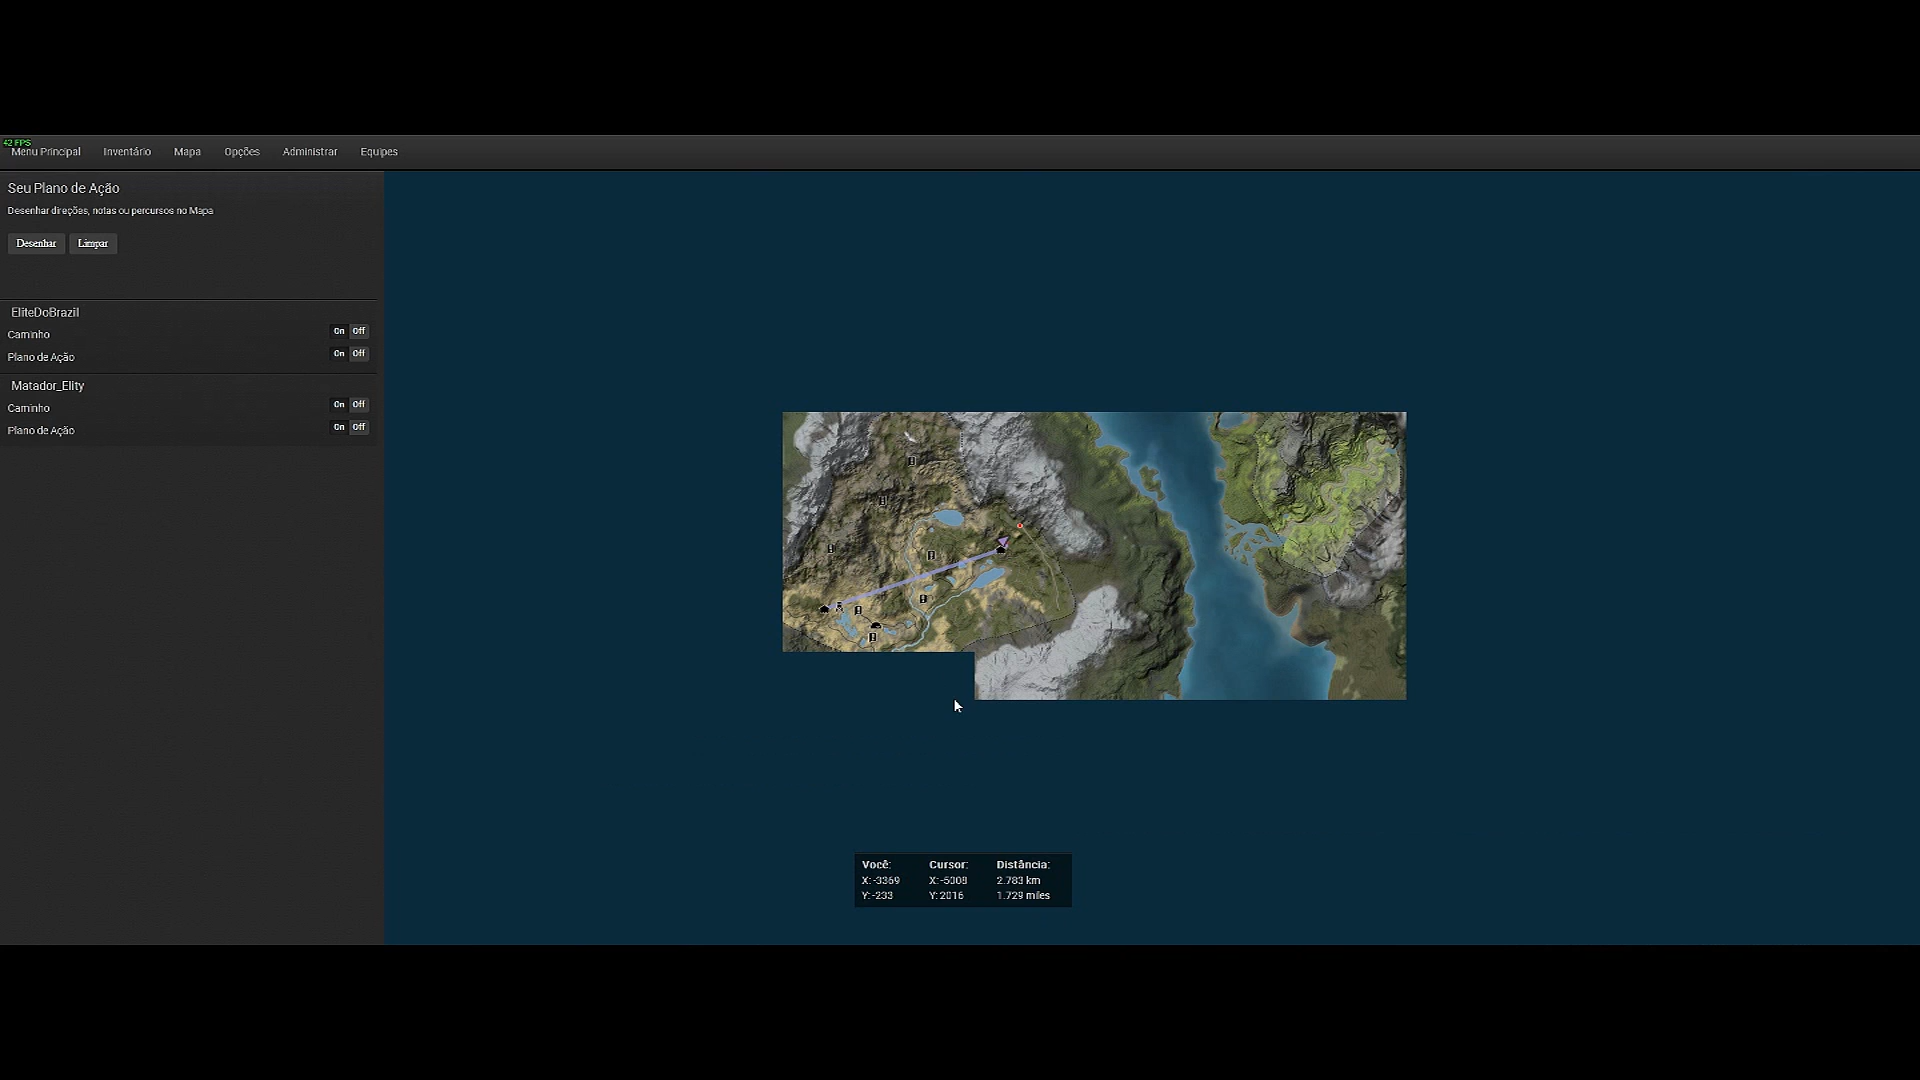 42 FPS
Menu Principal Inventário Mapa Opções Administrar Equipes
Seu Plano de Ação
Desenhar direções, notas ou percursos no Mapa
Desenhar Limpar
EliteDoBrazil
Caminho On Off
Plano de Ação On Off
Matador_Elity
Caminho On Off
Plano de Ação On Off
Você: Cursor: Distância:
X:-3369 X:-5008 2.783 km
Y:-233 Y:2016 1.729 miles